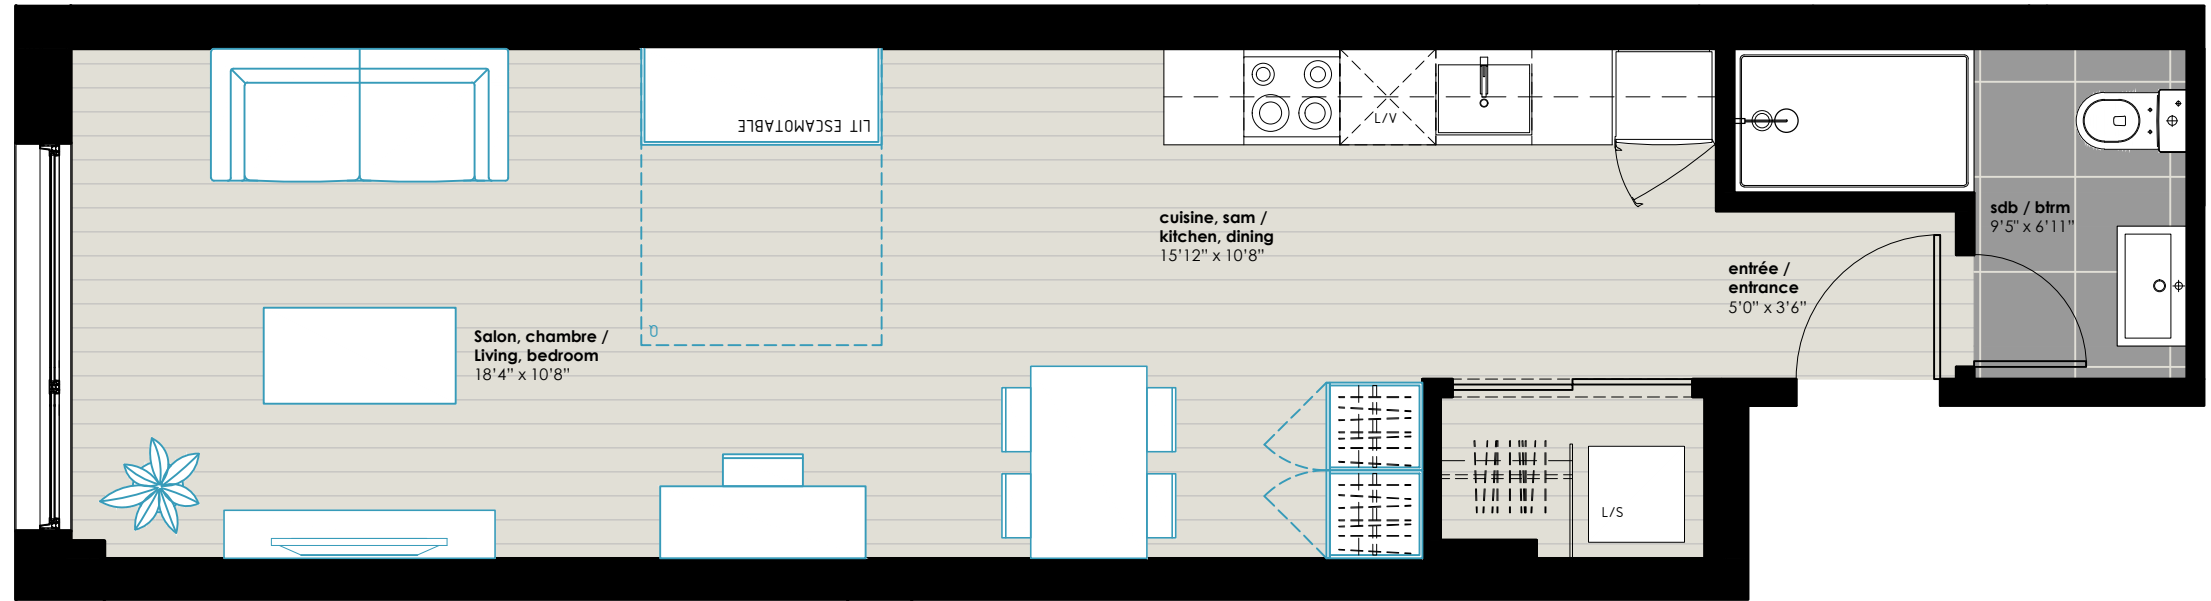 LIT ESCAMOTABLE
L/V
cuisine, sam /
kitchen, dining
15'12" x 10'8"
sdb / btrm
9'5" x 6'11"
entrée /
entrance
5'0" x 3'6"
Salon, chambre /
Living, bedroom
18'4" x 10'8"
Q
L/S